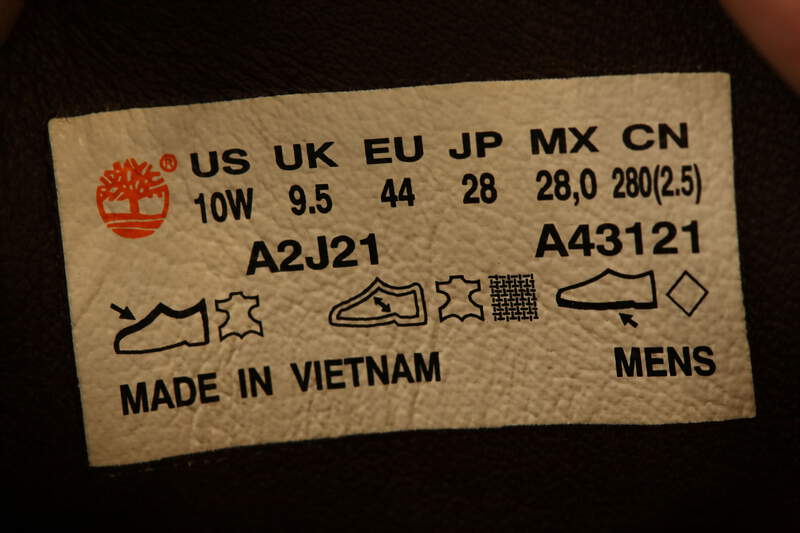 ® US UK EU JP MX CN
10W 9.5 44 28 28,0 280(2.5)
A2J21 A43121
MADE IN VIETNAM MENS